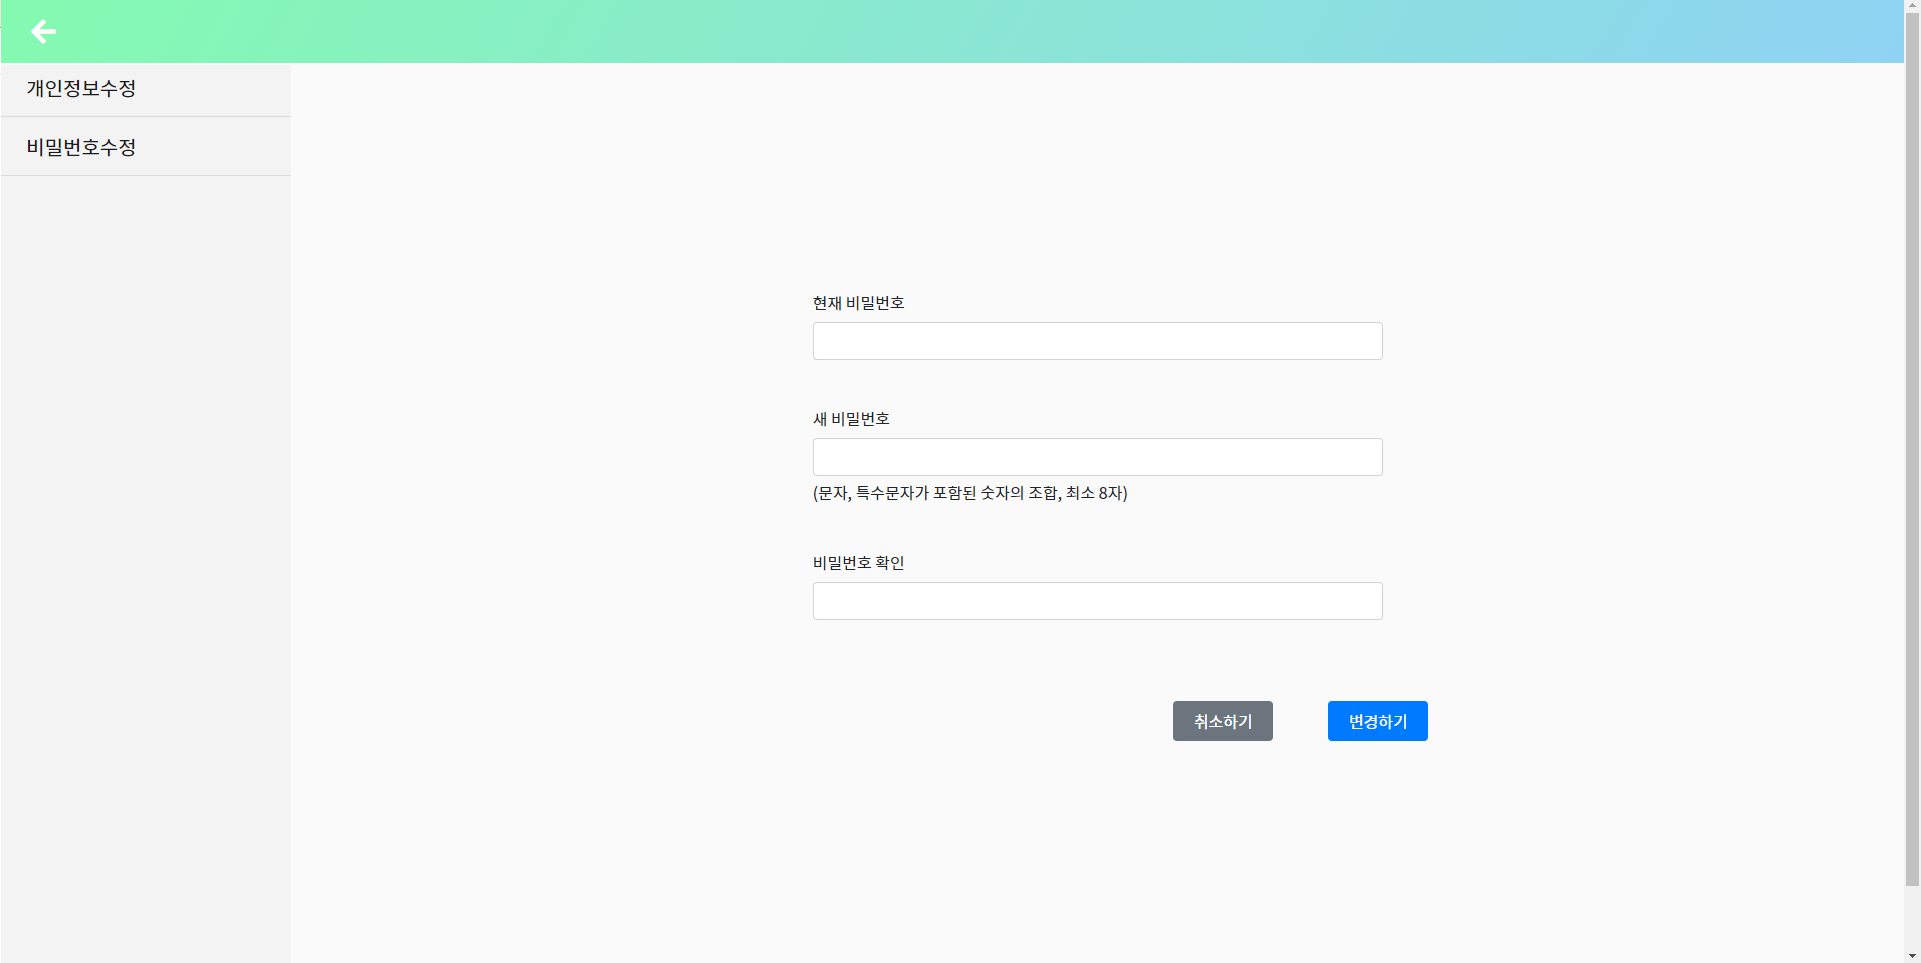 개인정보수정
비밀번호수정
현재 비밀번호
새 비밀번호
(문자, 특수문자가 포함된 숫자의 조합, 최소 8자)
비밀번호 확인
취소하기
변경하기